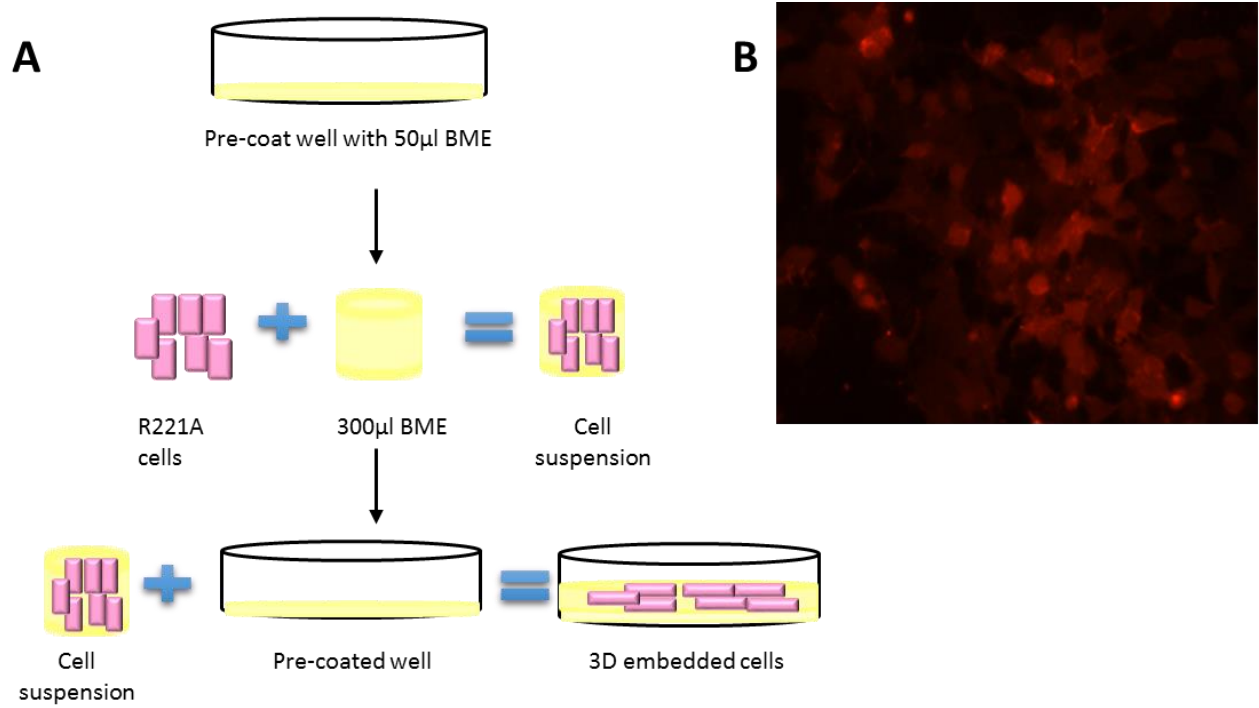 A
B
Pre-coat well with 50µl BME
R221A
cells
300µl BME
Cell
suspension
Cell
suspension
Pre-coated well
3D embedded cells